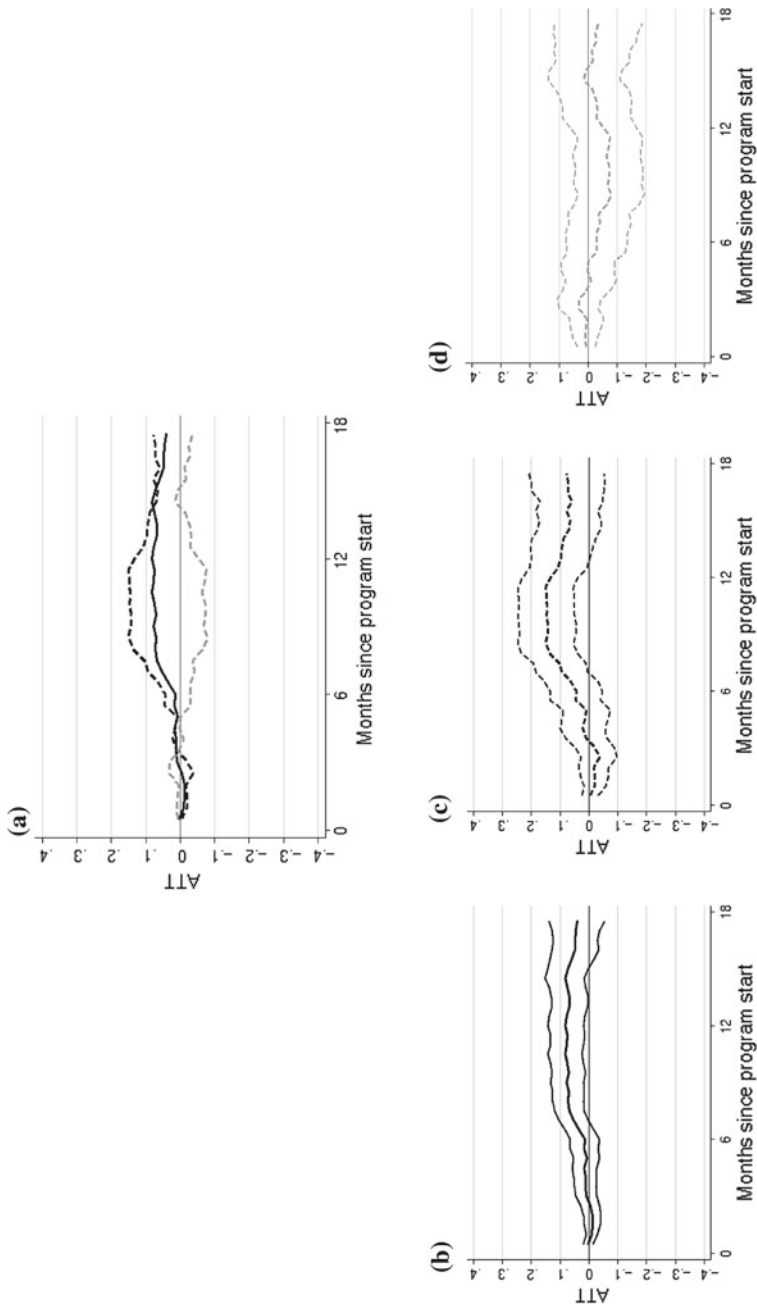 (a)
ATT
.4
.3
.2
.1
0
-.1
-.2
-.3
-.4
0 6 12 18
Months since program start
(b)
ATT
.4
.3
.2
.1
0
-.1
-.2
-.3
-.4
0 6 12 18
Months since program start
(c)
ATT
.4
.3
.2
.1
0
-.1
-.2
-.3
-.4
0 6 12 18
Months since program start
(d)
ATT
.4
.3
.2
.1
0
-.1
-.2
-.3
-.4
0 6 12 18
Months since program start